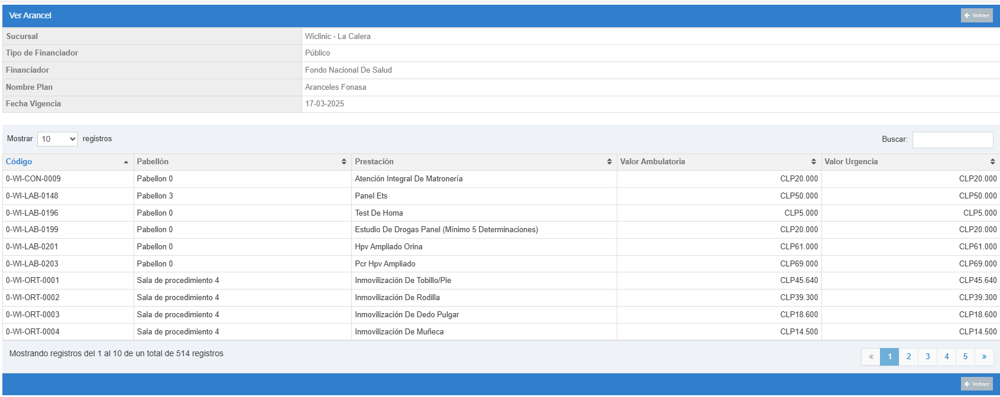 Ver Arancel
Volver
Sucursal Wiclinic - La Calera
Tipo de Financiador Público
Financiador Fondo Nacional De Salud
Nombre Plan Aranceles Fonasa
Fecha Vigencia 17-03-2025
Mostrar 10 registros Buscar:
Código Pabellón Prestación Valor Ambulatoria Valor Urgencia
0-WI-CON-0009 Pabellon 0 Atención Integral De Matronería CLP20.000 CLP20.000
0-WI-LAB-0148 Pabellon 3 Panel Ets CLP50.000 CLP50.000
0-WI-LAB-0196 Pabellon 0 Test De Homa CLP5.000 CLP5.000
0-WI-LAB-0199 Pabellon 0 Estudio De Drogas Panel (Mínimo 5 Determinaciones) CLP20.000 CLP20.000
0-WI-LAB-0201 Pabellon 0 Hpv Ampliado Orina CLP61.000 CLP61.000
0-WI-LAB-0203 Pabellon 0 Pcr Hpv Ampliado CLP69.000 CLP69.000
0-WI-ORT-0001 Sala de procedimiento 4 Inmovilización De Tobillo/Pie CLP45.640 CLP45.640
0-WI-ORT-0002 Sala de procedimiento 4 Inmovilización De Rodilla CLP39.300 CLP39.300
0-WI-ORT-0003 Sala de procedimiento 4 Inmovilización De Dedo Pulgar CLP18.600 CLP18.600
0-WI-ORT-0004 Sala de procedimiento 4 Inmovilización De Muñeca CLP14.500 CLP14.500
Mostrando registros del 1 al 10 de un total de 514 registros
« 1 2 3 4 5 »
Volver